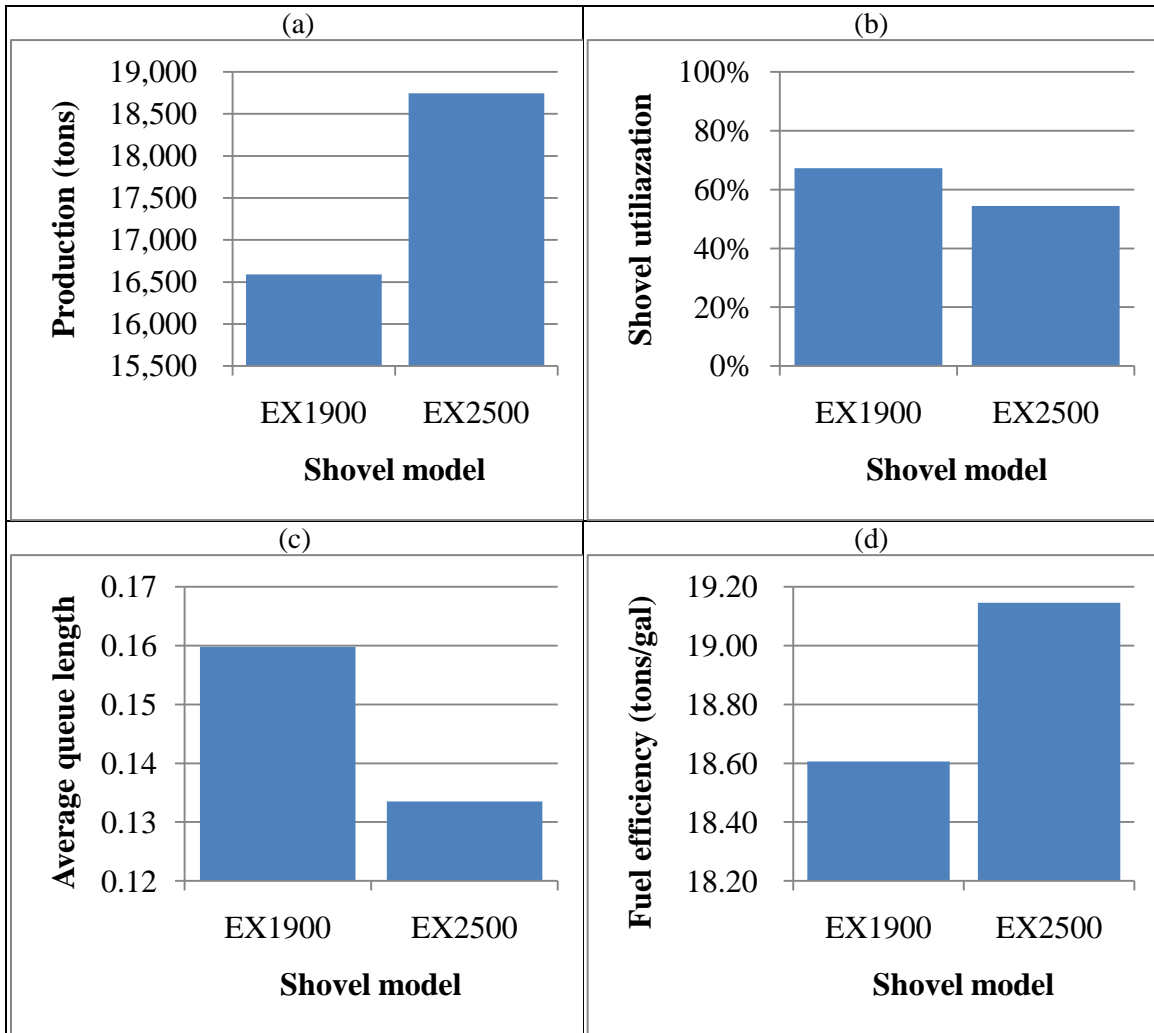 (a)
Production (tons)
19,000
18,500
18,000
17,500
17,000
16,500
16,000
15,500
EX1900 EX2500
Shovel model
(b)
Shovel utiliazation
100%
80%
60%
40%
20%
0%
EX1900 EX2500
Shovel model
(c)
Average queue length
0.17
0.16
0.15
0.14
0.13
0.12
EX1900 EX2500
Shovel model
(d)
Fuel efficiency (tons/gal)
19.20
19.00
18.80
18.60
18.40
18.20
EX1900 EX2500
Shovel model